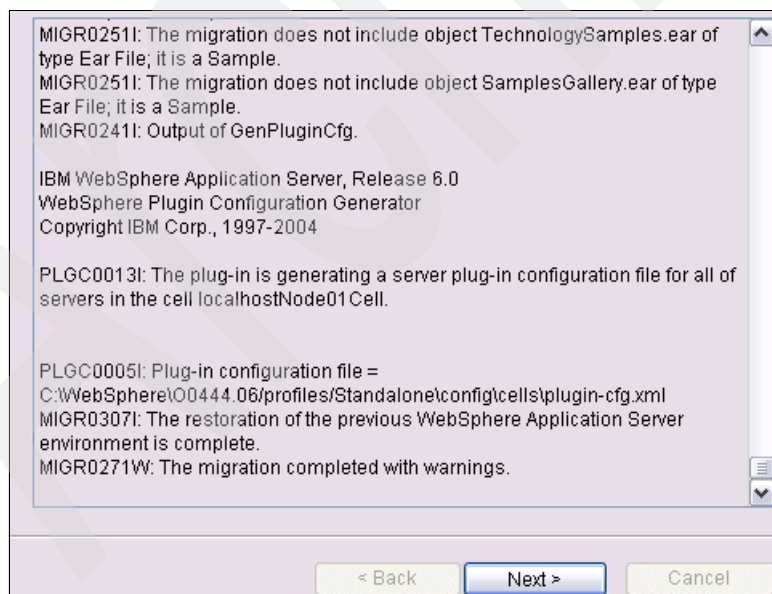 MIGR0251I: The migration does not include object TechnologySamples.ear of
type Ear File; it is a Sample.
MIGR0251I: The migration does not include object SamplesGallery.ear of type
Ear File; it is a Sample.
MIGR0241I: Output of GenPluginCfg.
IBM WebSphere Application Server, Release 6.0
WebSphere Plugin Configuration Generator
Copyright IBM Corp., 1997-2004
PLGC0013I: The plug-in is generating a server plug-in configuration file for all of
servers in the cell localhostNode01Cell.
PLGC0005I: Plug-in configuration file =
C:\WebSphere\O0444.06/profiles/Standalone\config\cells\plugin-cfg.xml
MIGR0307I: The restoration of the previous WebSphere Application Server
environment is complete.
MIGR0271W: The migration completed with warnings.
< Back Next > Cancel